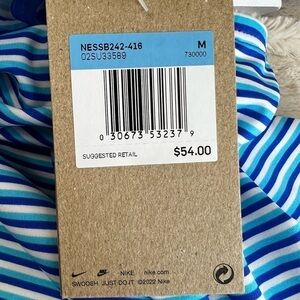 NESSB242-416 M
02SU33589 730000
0 30673 53237 9
SUGGESTED RETAIL $54.00
NIKE nike.com
SWOOSH JUST DO IT ©2022 Nike